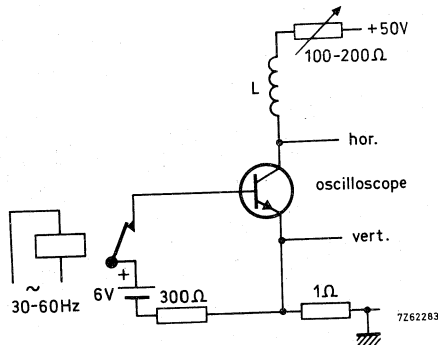 +50V
100-200Ω
L
hor.
oscilloscope
vert.
+
6V
300Ω
1Ω
~
30-60Hz
7Z62283